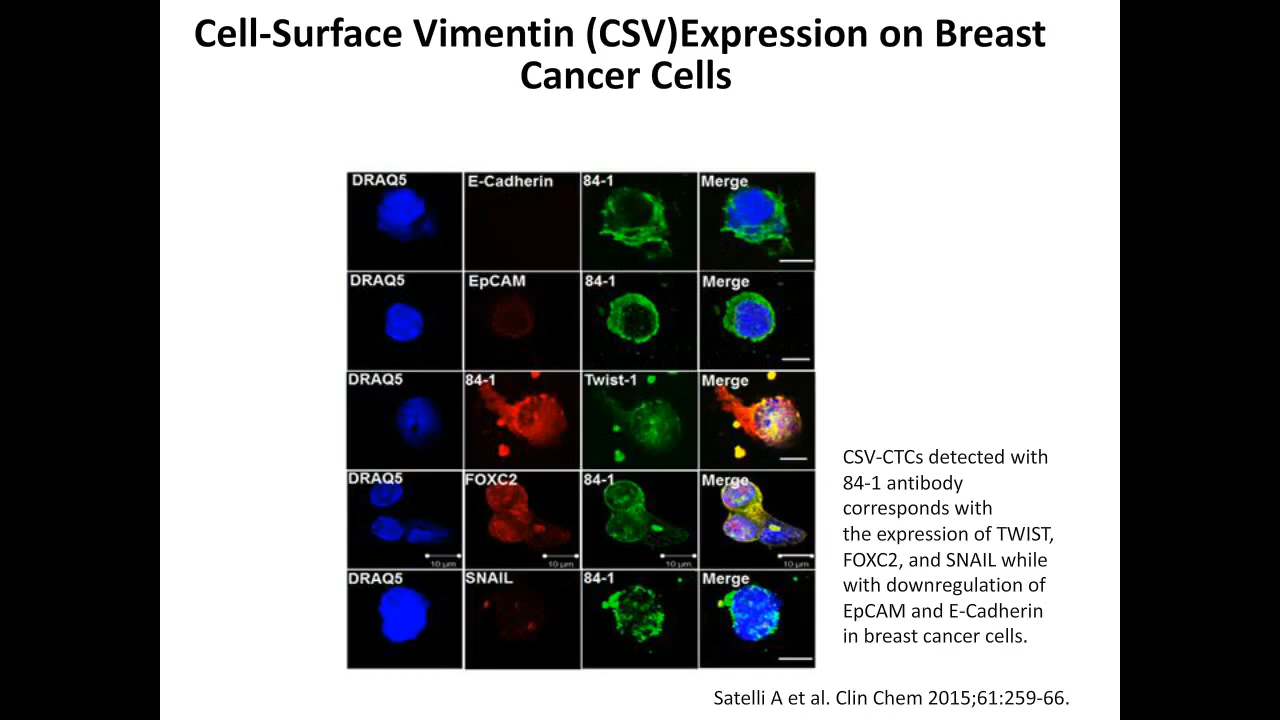 Cell-Surface Vimentin (CSV)Expression on Breast
Cancer Cells
DRAQ5 E-Cadherin 84-1 Merge
DRAQ5 EpCAM 84-1 Merge
DRAQ5 84-1 Twist-1 Merge
DRAQ5 FOXC2 84-1 Merge
10 μm 10 μm 10 μm 10 μm
DRAQ5 SNAIL 84-1 Merge
CSV-CTCs detected with
84-1 antibody
corresponds with
the expression of TWIST,
FOXC2, and SNAIL while
with downregulation of
EpCAM and E-Cadherin
in breast cancer cells.
Satelli A et al. Clin Chem 2015;61:259-66.